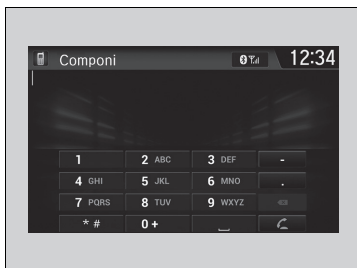 Componi 12:34
1 2 ABC 3 DEF -
4 GHI 5 JKL 6 MNO .
7 PQRS 8 TUV 9 WXYZ
* # 0 +